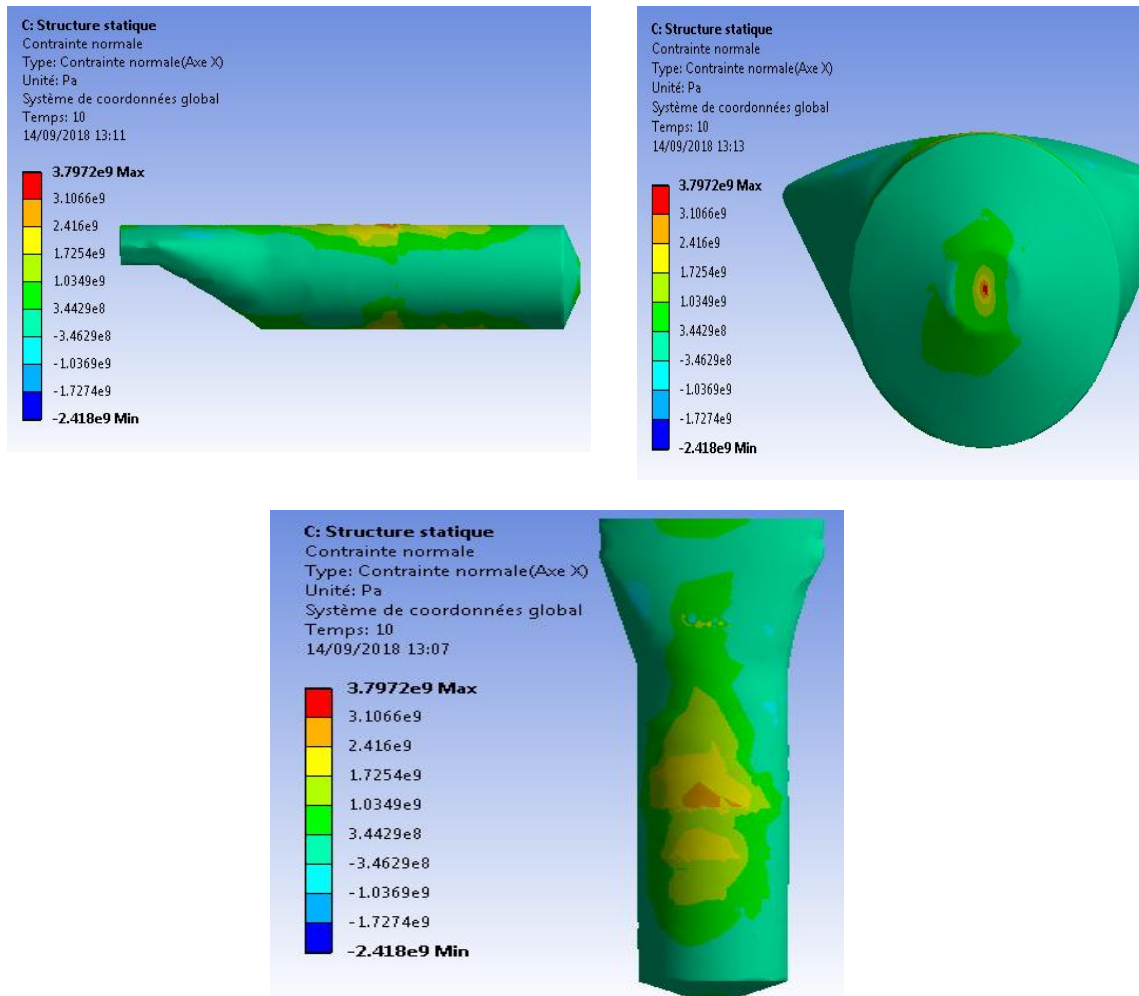 C: Structure statique
Contrainte normale
Type: Contrainte normale(Axe X)
Unité: Pa
Système de coordonnées global
Temps: 10
14/09/2018 13:11
3.7972e9 Max
3.1066e9
2.416e9
1.7254e9
1.0349e9
3.4429e8
-3.4629e8
-1.0369e9
-1.7274e9
-2.418e9 Min
C: Structure statique
Contrainte normale
Type: Contrainte normale(Axe X)
Unité: Pa
Système de coordonnées global
Temps: 10
14/09/2018 13:13
3.7972e9 Max
3.1066e9
2.416e9
1.7254e9
1.0349e9
3.4429e8
-3.4629e8
-1.0369e9
-1.7274e9
-2.418e9 Min
C: Structure statique
Contrainte normale
Type: Contrainte normale(Axe X)
Unité: Pa
Système de coordonnées global
Temps: 10
14/09/2018 13:07
3.7972e9 Max
3.1066e9
2.416e9
1.7254e9
1.0349e9
3.4429e8
-3.4629e8
-1.0369e9
-1.7274e9
-2.418e9 Min